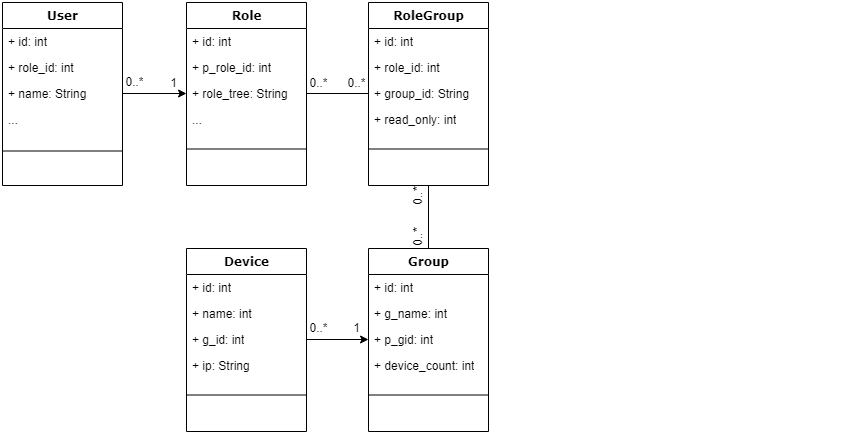 User
+ id: int
+ role_id: int
+ name: String
...
0..*
1
Role
+ id: int
+ p_role_id: int
+ role_tree: String
...
0..*
0..*
RoleGroup
+ id: int
+ role_id: int
+ group_id: String
+ read_only: int
0..*
0..*
Device
+ id: int
+ name: int
+ g_id: int
+ ip: String
0..*
1
Group
+ id: int
+ g_name: int
+ p_gid: int
+ device_count: int